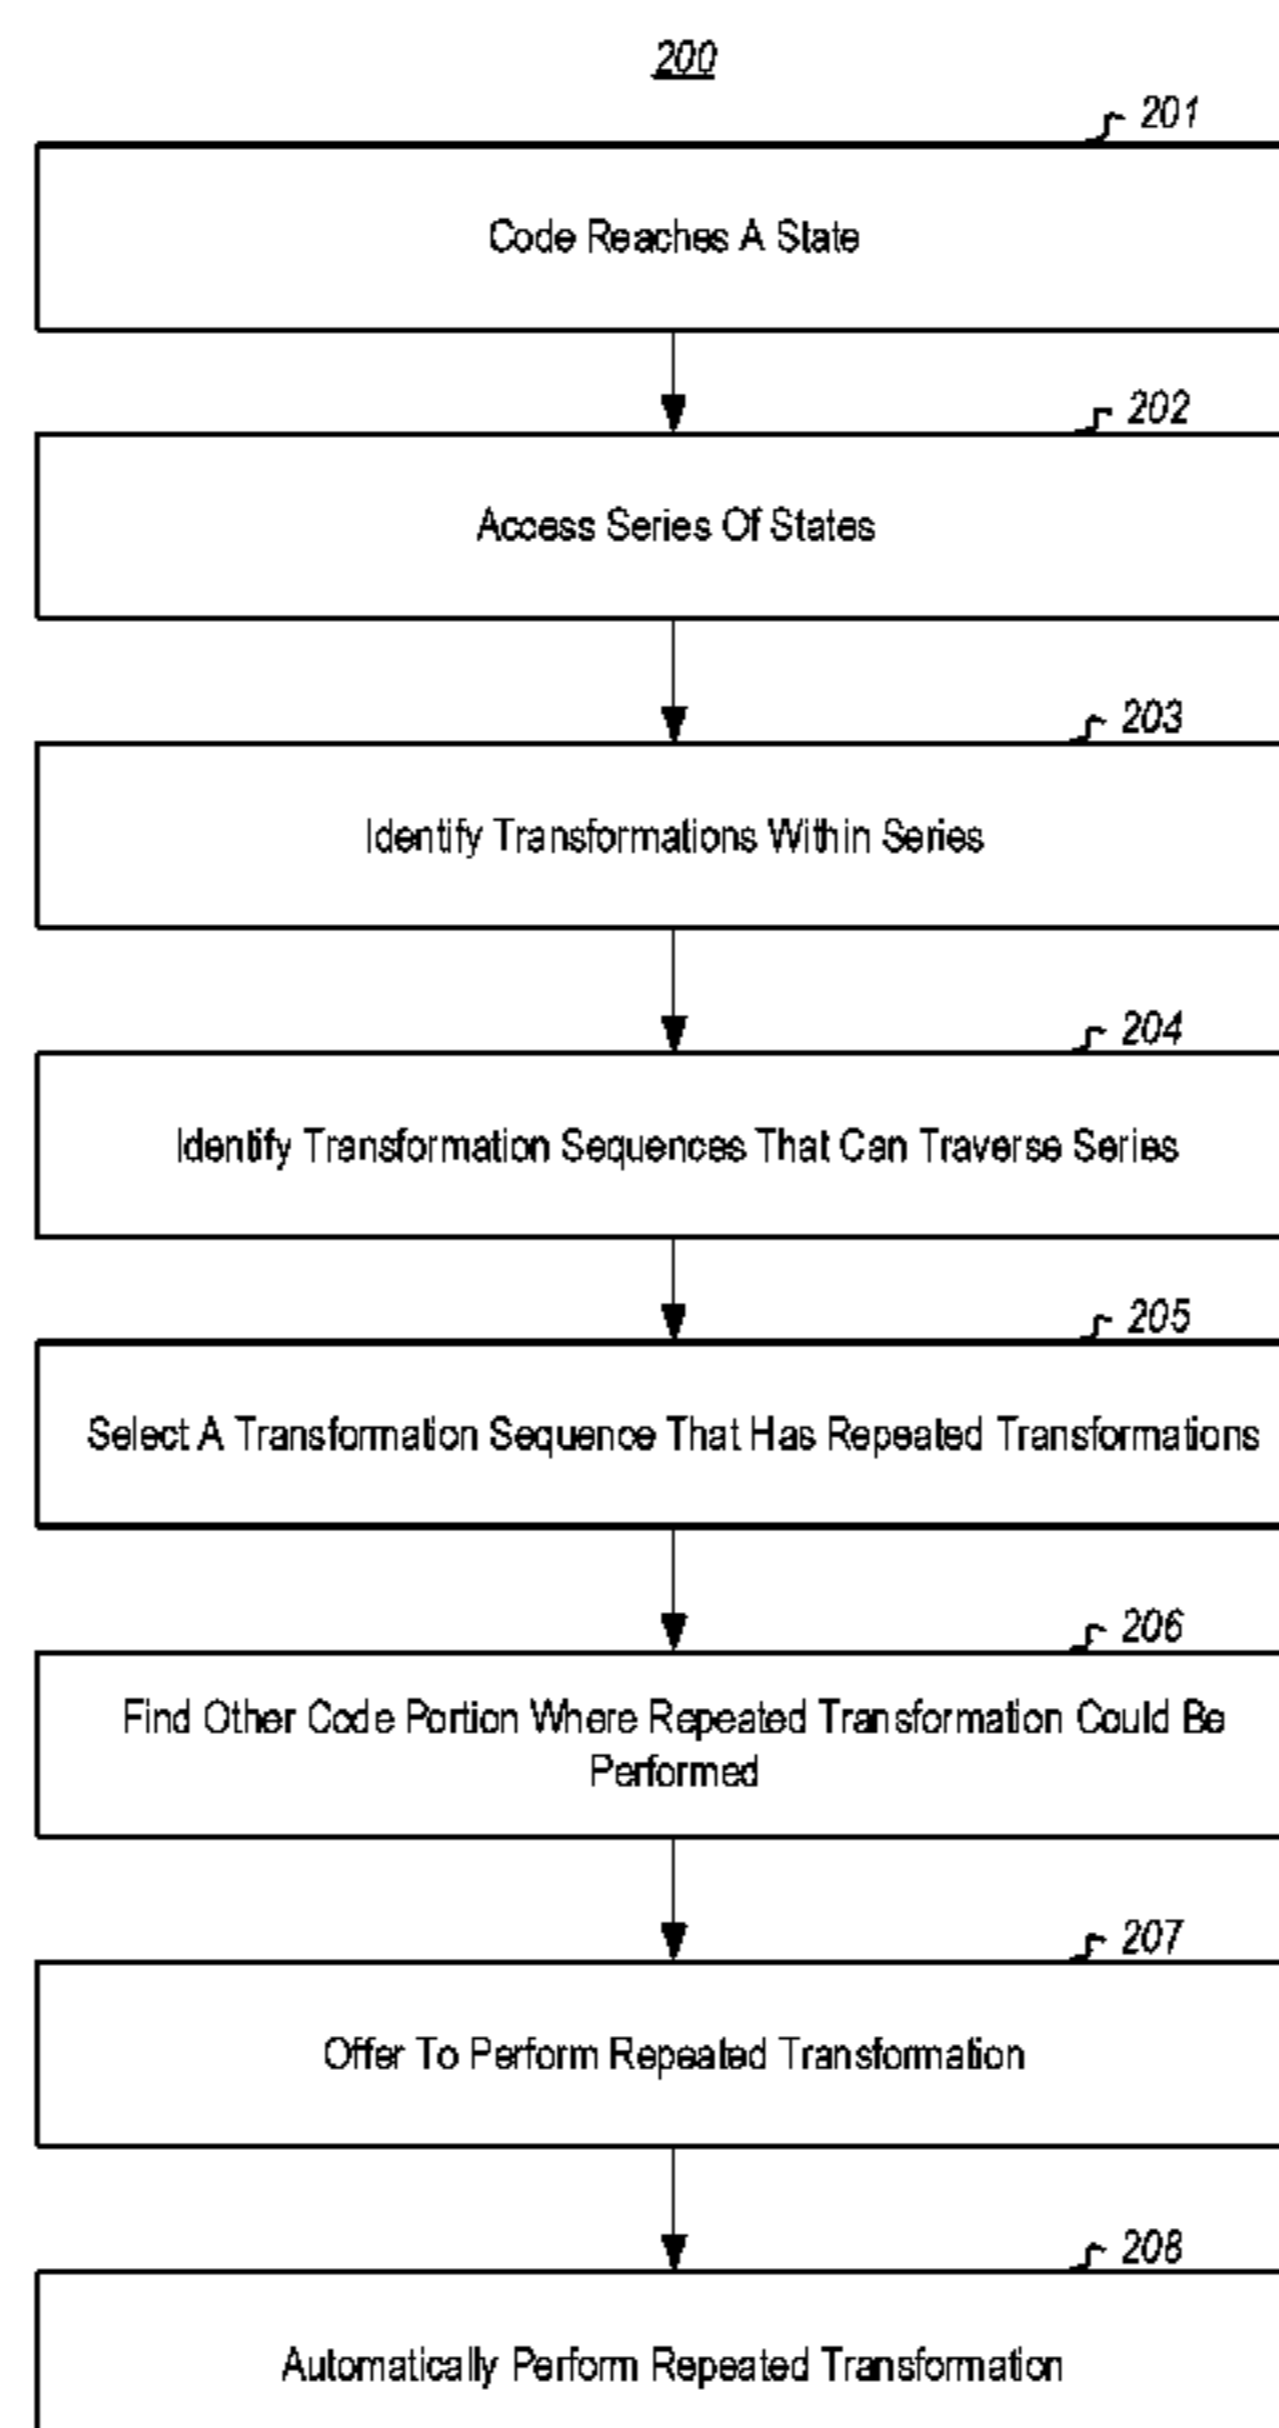 200
201
Code Reaches A State
202
Access Series Of States
203
Identify Transformations Within Series
204
Identify Transformation Sequences That Can Traverse Series
205
Select A Transformation Sequence That Has Repeated Transformations
206
Find Other Code Portion Where Repeated Transformation Could Be
Performed
207
Offer To Perform Repeated Transformation
208
Automatically Perform Repeated Transformation